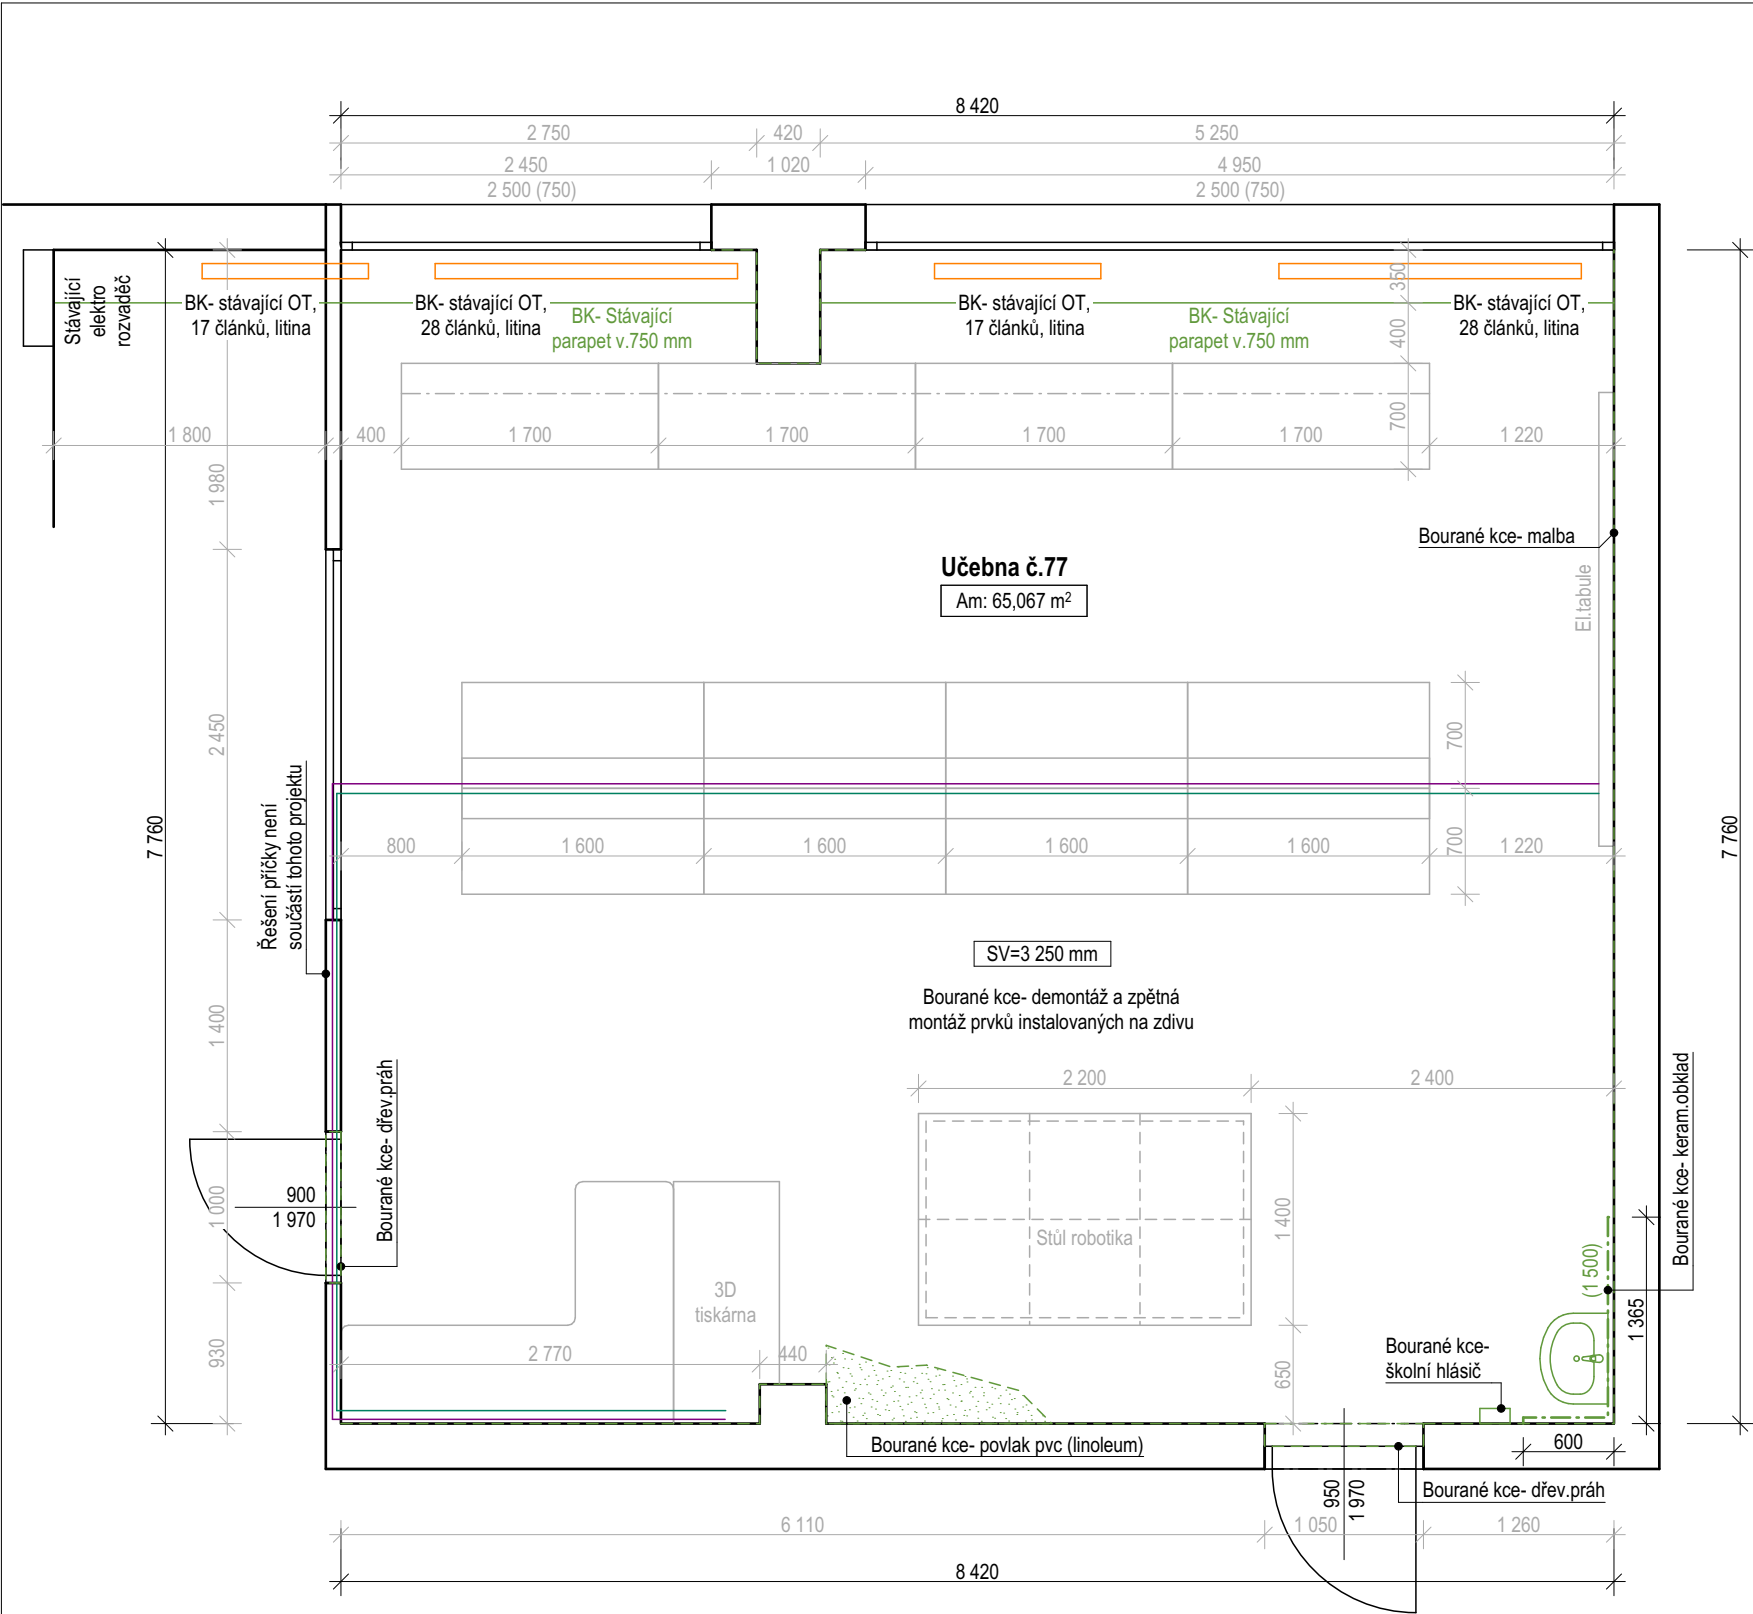 8 420
2 750
420
5 250
2 450
1 020
4 950
2 500 (750)
2 500 (750)
Stávající
elektro
rozvaděč
BK- stávající OT,
17 článků, litina
BK- stávající OT,
28 článků, litina
BK- Stávající
parapet v.750 mm
BK- stávající OT,
17 článků, litina
BK- Stávající
parapet v.750 mm
BK- stávající OT,
28 článků, litina
350
400
700
1 800
400
1 700
1 700
1 700
1 700
1 220
1 980
Bourané kce- malba
Učebna č.77
Am: 65,067 m²
El.tabule
2 450
700
7 760
7 760
Řešení příčky není
součástí tohoto projektu
800
1 600
1 600
1 600
1 600
700
1 220
SV=3 250 mm
Bourané kce- demontáž a zpětná
montáž prvků instalovaných na zdivu
1 400
2 200
2 400
Bourané kce- dřev.práh
Bourané kce- keram.obklad
900
1 970
1 000
1 400
Stůl robotika
(1 500)
3D
tiskárna
1 365
930
2 770
440
650
Bourané kce-
školní hlásič
Bourané kce- povlak pvc (linoleum)
600
950
1 970
Bourané kce- dřev.práh
6 110
1 050
1 260
8 420